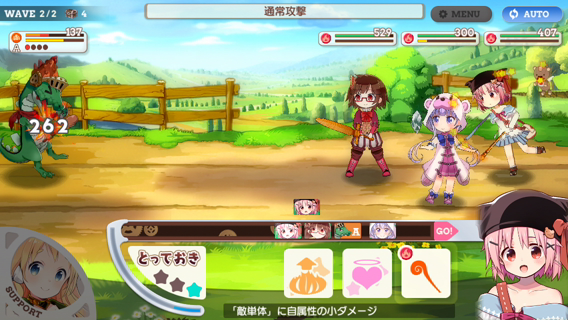 WAVE 2/2 4
通常攻撃
MENU
AUTO
137
A
529
300
407
262
A
GO!
とっておき
SUPPORT
「敵単体」に自属性の小ダメージ